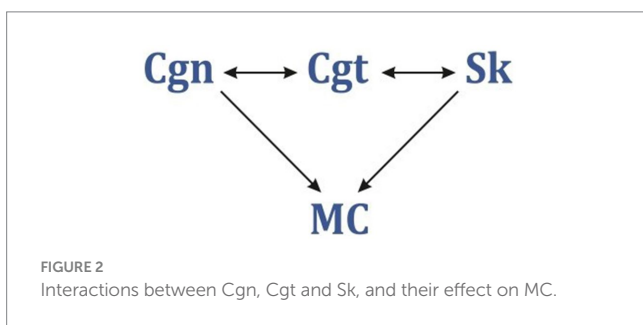 Cgn Cgt Sk
MC
FIGURE 2
Interactions between Cgn, Cgt and Sk, and their effect on MC.